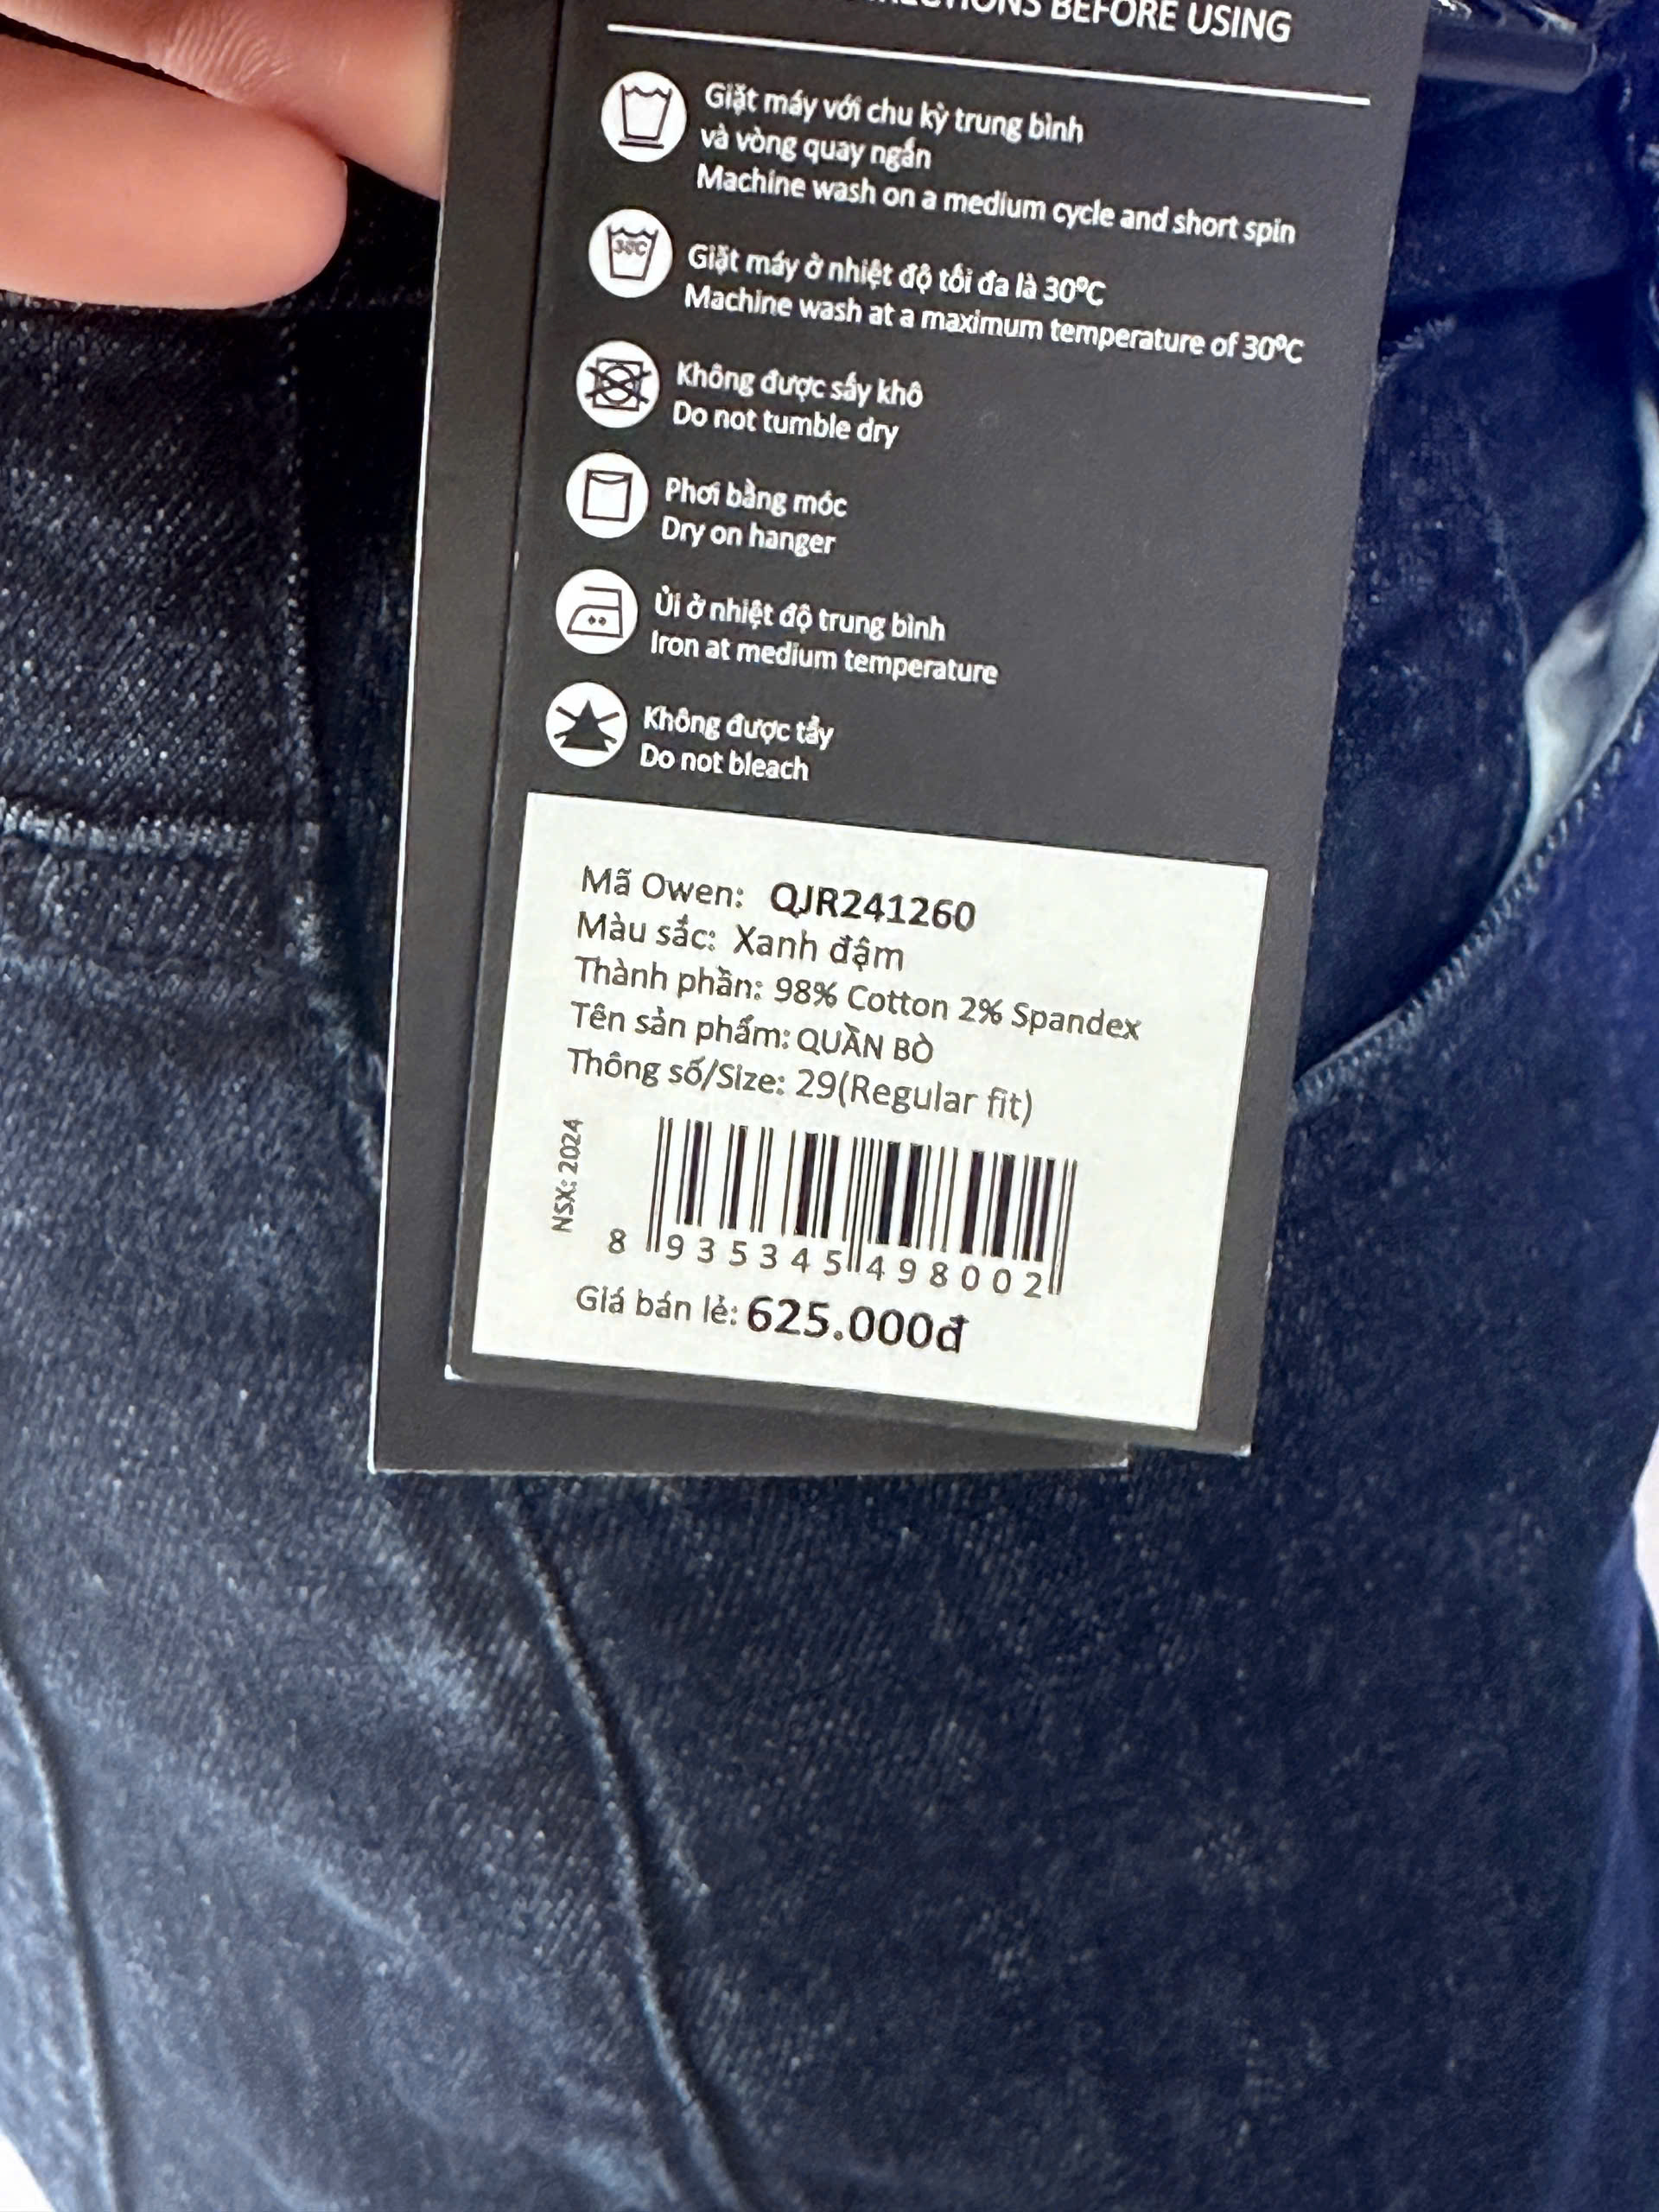 BEFORE USING
Giặt máy với chu kỳ trung bình
và vòng quay ngắn
Machine wash on a medium cycle and short spin
30C
Giặt máy ở nhiệt độ tối đa là 30ºC
Machine wash at a maximum temperature of 30ºC
Không được sấy khô
Do not tumble dry
Phơi bằng móc
Dry on hanger
Ủi ở nhiệt độ trung bình
Iron at medium temperature
Không được tẩy
Do not bleach
Mã Owen: QJR241260
Màu sắc: Xanh đậm
Thành phần: 98% Cotton 2% Spandex
Tên sản phẩm: QUẦN BÒ
Thông số/Size: 29(Regular fit)
NSX: 2024
8 935345 498002
Giá bán lẻ: 625.000đ